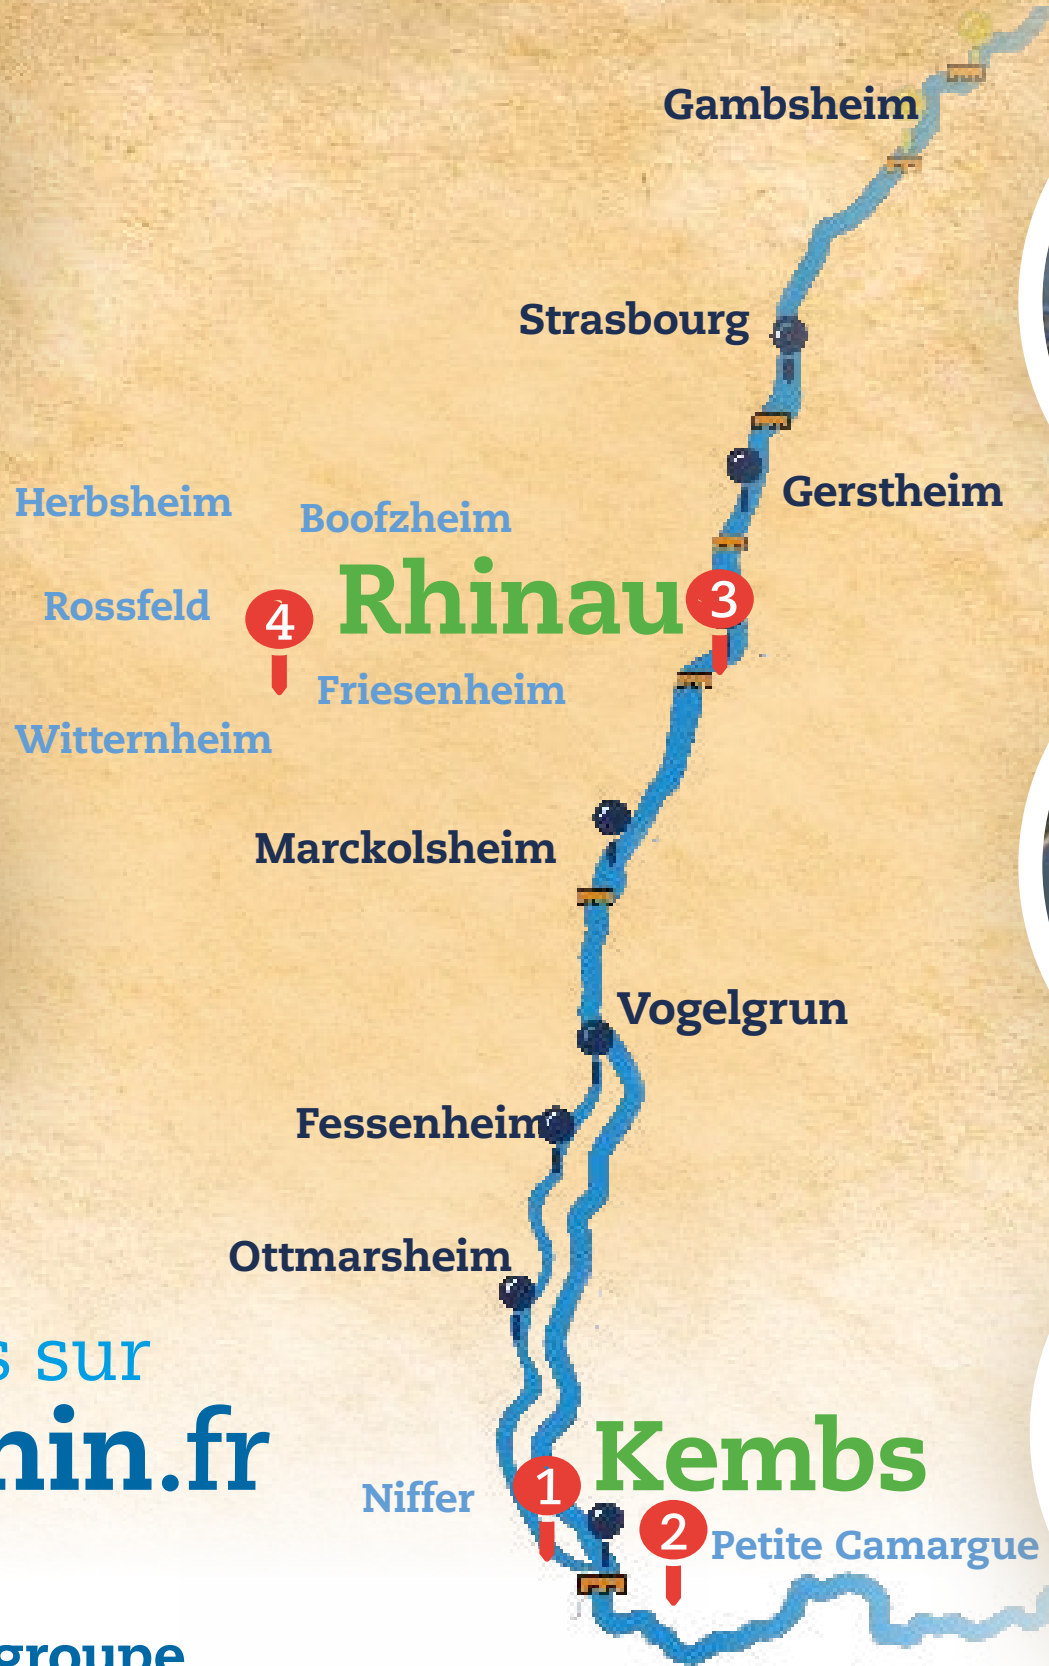 Gambsheim
Strasbourg
Gerstheim
Herbsheim
Boofzheim
Rhinau
3
Rossfeld
4
Friesenheim
Witternheim
Marckolsheim
Vogelgrun
Fessenheim
Ottmarsheim
s sur
hin.fr
Kembs
1
Niffer
2
Petite Camargue
groupe